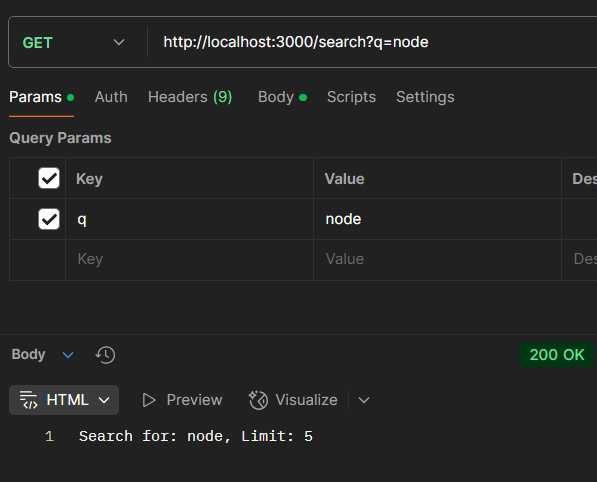 GET http://localhost:3000/search?q=node
Params Auth Headers (9) Body Scripts Settings
Query Params
Key Value Des
q node
Key Value Des
Body 200 OK
HTML Preview Visualize
1 Search for: node, Limit: 5